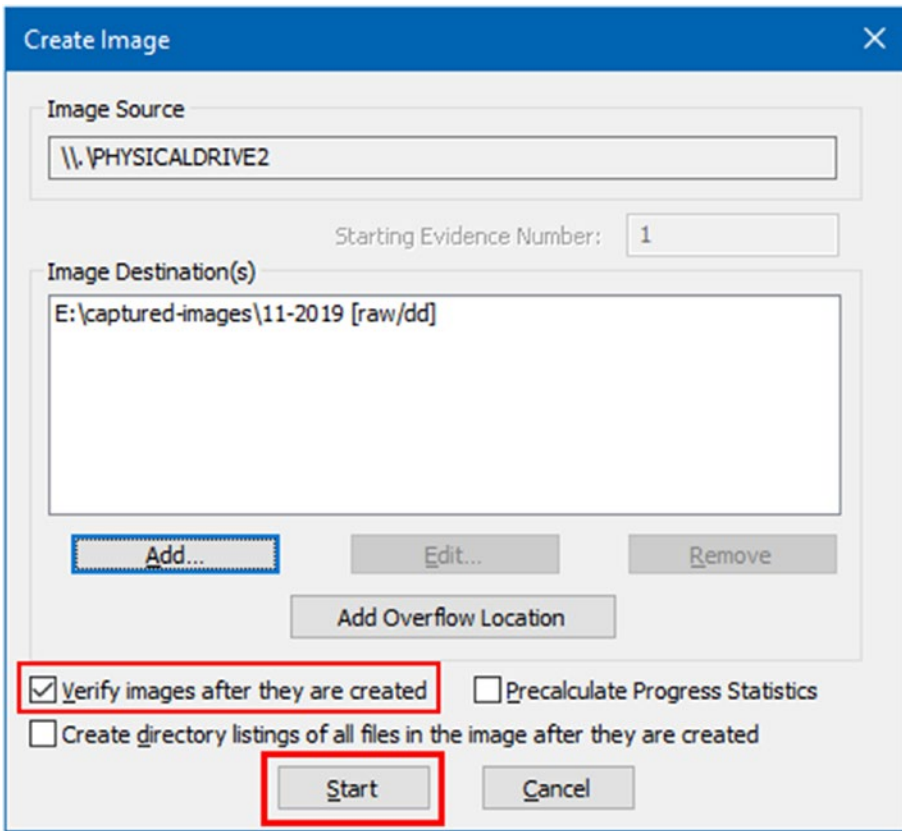 Create Image
Image Source
\\.\PHYSICALDRIVE2
Starting Evidence Number: 1
Image Destination(s)
E:\captured-images\11-2019 [raw/dd]
Add... Edit... Remove
Add Overflow Location
Verify images after they are created Precalculate Progress Statistics
Create directory listings of all files in the image after they are created
Start Cancel